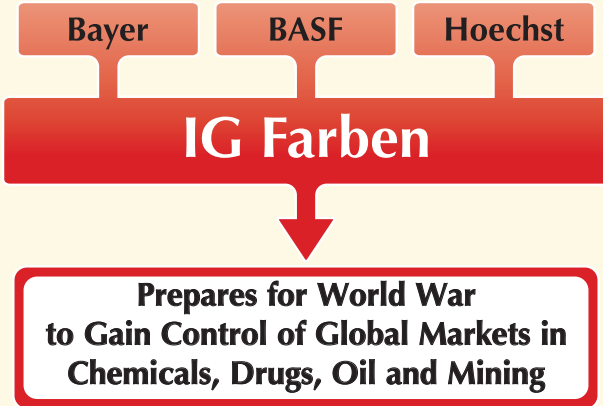 Bayer BASF Hoechst
IG Farben
Prepares for World War
to Gain Control of Global Markets in
Chemicals, Drugs, Oil and Mining